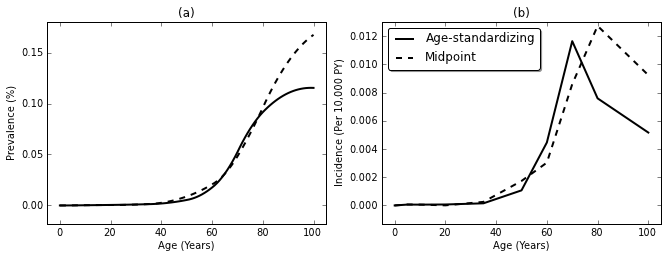 (a)
Prevalence (%)
0.15
0.10
0.05
0.00
0 20 40 60 80 100
Age (Years)
(b)
Incidence (Per 10,000 PY)
0.012
0.010
0.008
0.006
0.004
0.002
0.000
Age-standardizing
Midpoint
0 20 40 60 80 100
Age (Years)